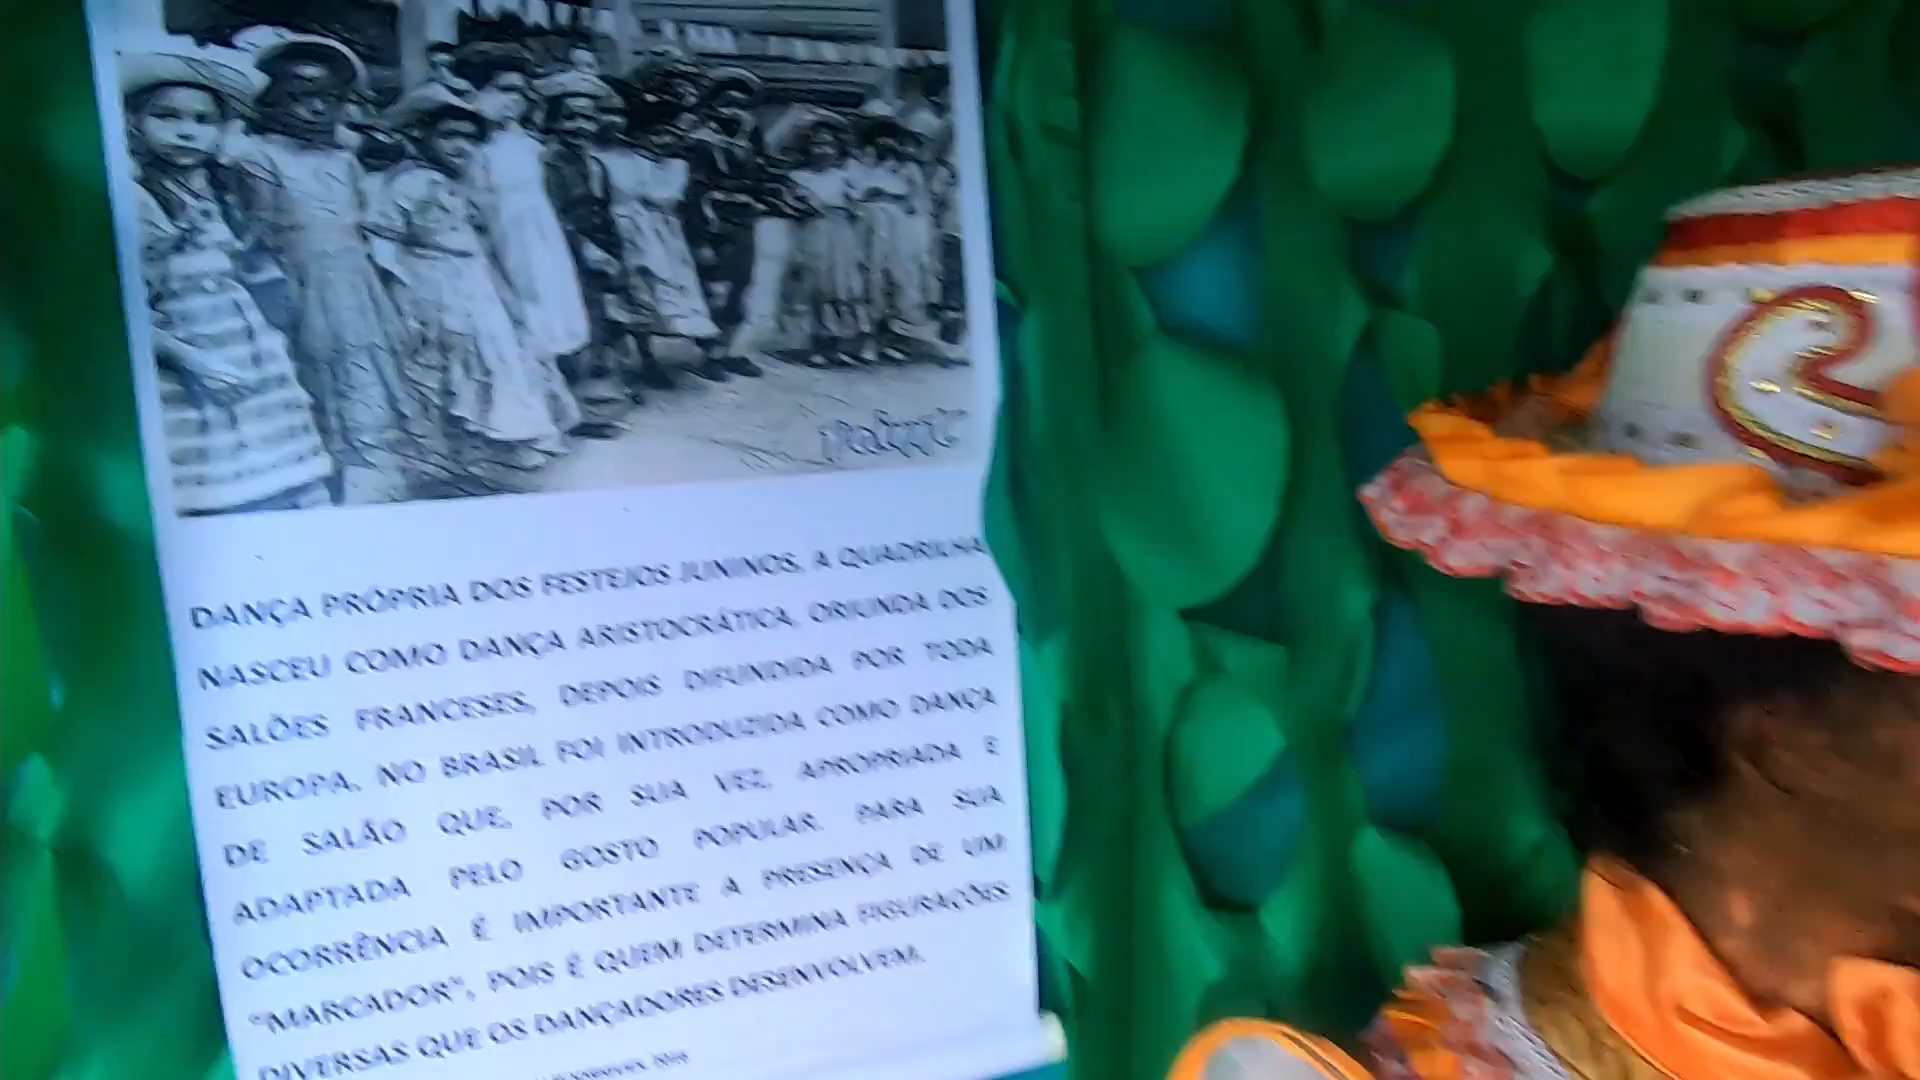 DANÇA PRÓPRIA DOS FESTEJOS JUNINOS, A QUADRILHA
NASCEU COMO DANÇA ARISTOCRÁTICA, ORIUNDA DOS
SALÕES FRANCESES, DEPOIS DIFUNDIDA POR TODA
EUROPA. NO BRASIL FOI INTRODUZIDA COMO DANÇA
DE SALÃO QUE, POR SUA VEZ, APROPRIADA E
ADAPTADA PELO GOSTO POPULAR. PARA SUA
OCORRÊNCIA É IMPORTANTE A PRESENÇA DE UM
"MARCADOR", POIS É QUEM DETERMINA FIGURAÇÕES
DIVERSAS QUE OS DANÇADORES DESENVOLVEM.